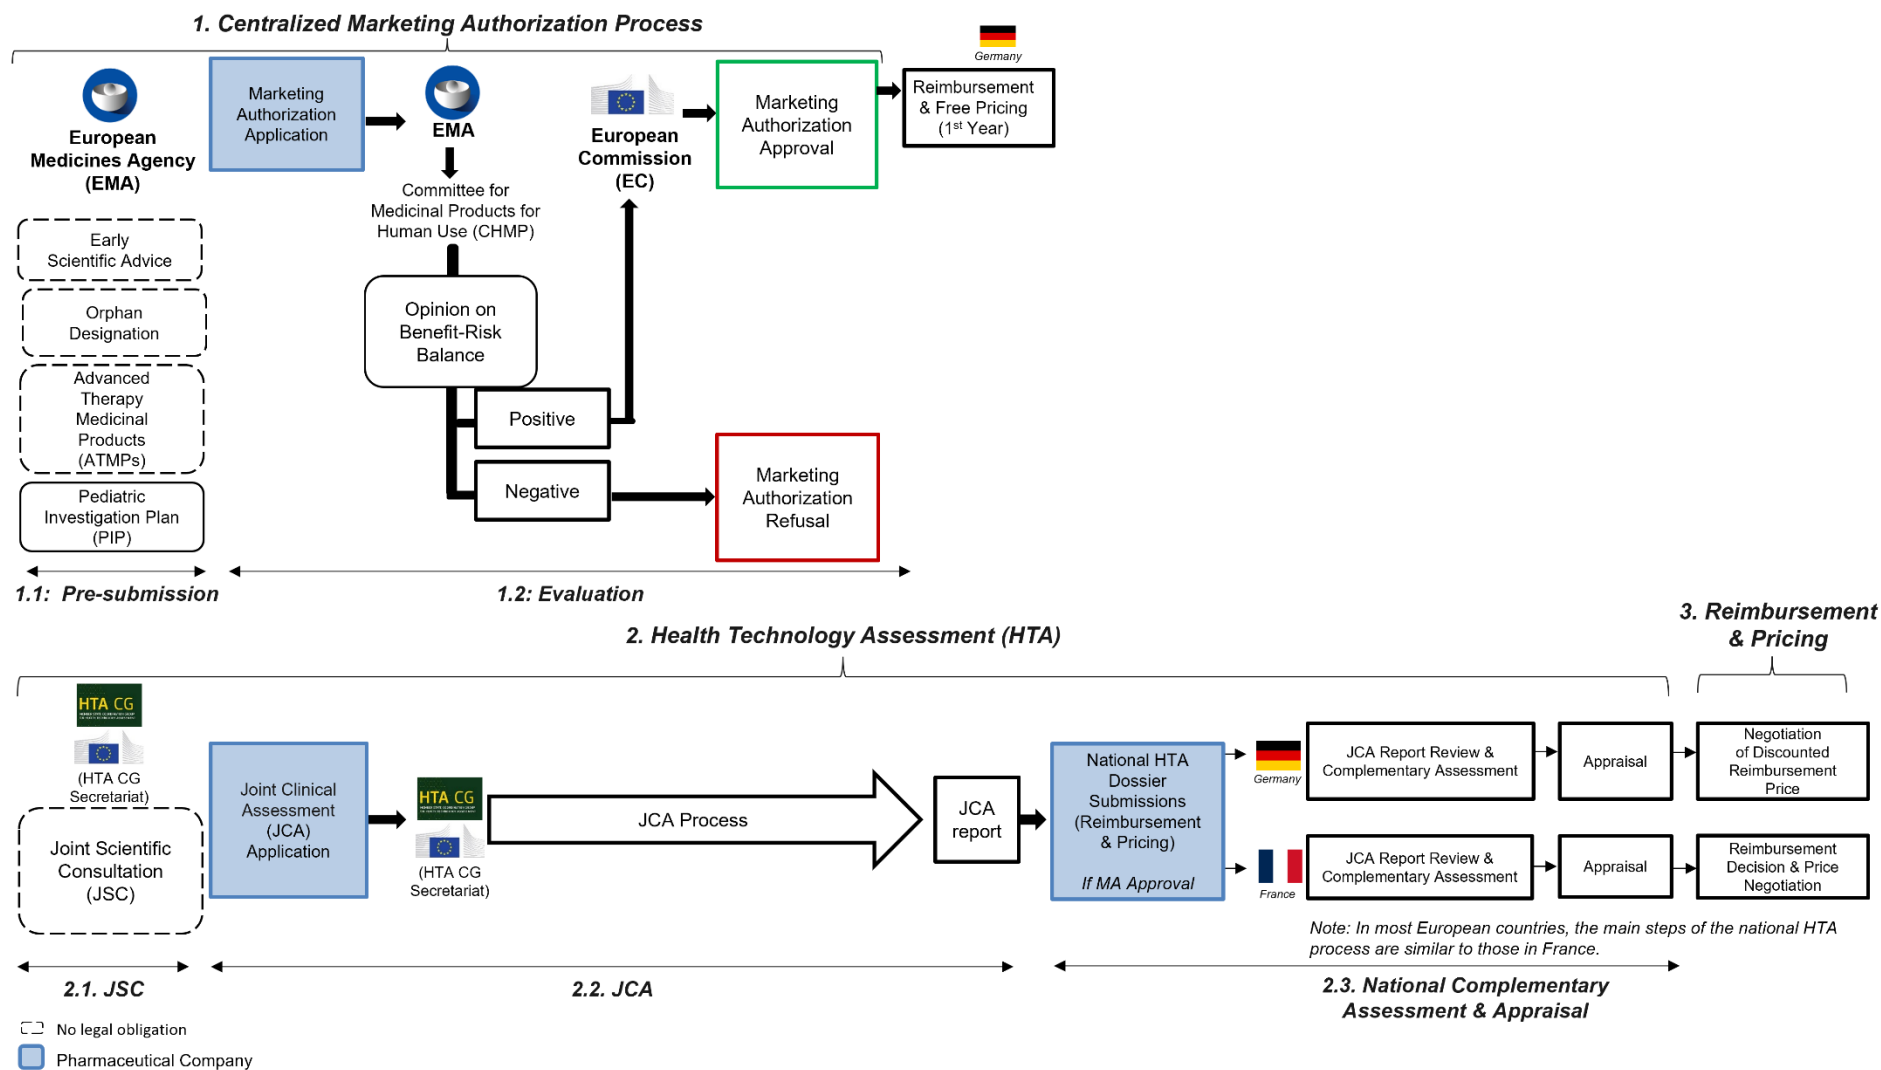 1. Centralized Marketing Authorization Process
Germany
European
Medicines Agency
(EMA)
Marketing
Authorization
Application
EMA
Committee for
Medicinal Products for
Human Use (CHMP)
European
Commission
(EC)
Marketing
Authorization
Approval
Reimbursement
& Free Pricing
(1st Year)
Early
Scientific Advice
Orphan
Designation
Advanced
Therapy
Medicinal
Products
(ATMPs)
Pediatric
Investigation Plan
(PIP)
Opinion on
Benefit-Risk
Balance
Positive
Negative
Marketing
Authorization
Refusal
1.1: Pre-submission
1.2: Evaluation
2. Health Technology Assessment (HTA)
3. Reimbursement
& Pricing
HTA CG
(HTA CG
Secretariat)
Joint Scientific
Consultation
(JSC)
Joint Clinical
Assessment
(JCA)
Application
HTA CG
(HTA CG
Secretariat)
JCA Process
JCA
report
National HTA
Dossier
Submissions
(Reimbursement
& Pricing)
If MA Approval
Germany
JCA Report Review &
Complementary Assessment
Appraisal
Negotiation
of Discounted
Reimbursement
Price
France
JCA Report Review &
Complementary Assessment
Appraisal
Reimbursement
Decision & Price
Negotiation
Note: In most European countries, the main steps of the national HTA
process are similar to those in France.
2.1. JSC
2.2. JCA
2.3. National Complementary
Assessment & Appraisal
No legal obligation
Pharmaceutical Company